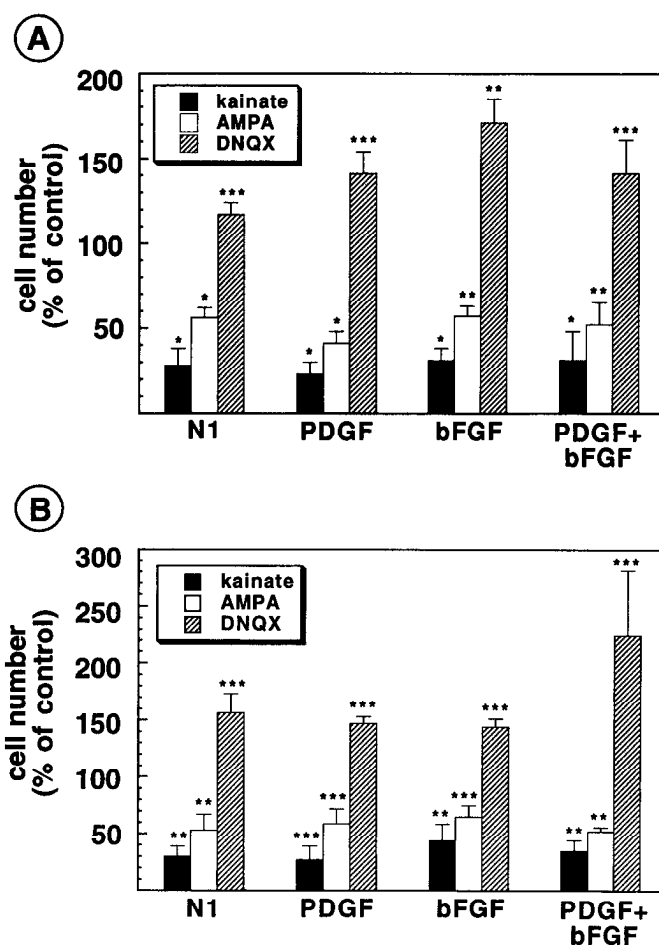 A
cell number
(% of control)
200
150
100
50
kainate
AMPA
DNQX
* * ***
* * ***
* ** **
* ** ***
N1 PDGF bFGF PDGF+
bFGF
B
cell number
(% of control)
300
250
200
150
100
50
kainate
AMPA
DNQX
** ** ***
*** *** ***
** *** ***
** ** ***
N1 PDGF bFGF PDGF+
bFGF